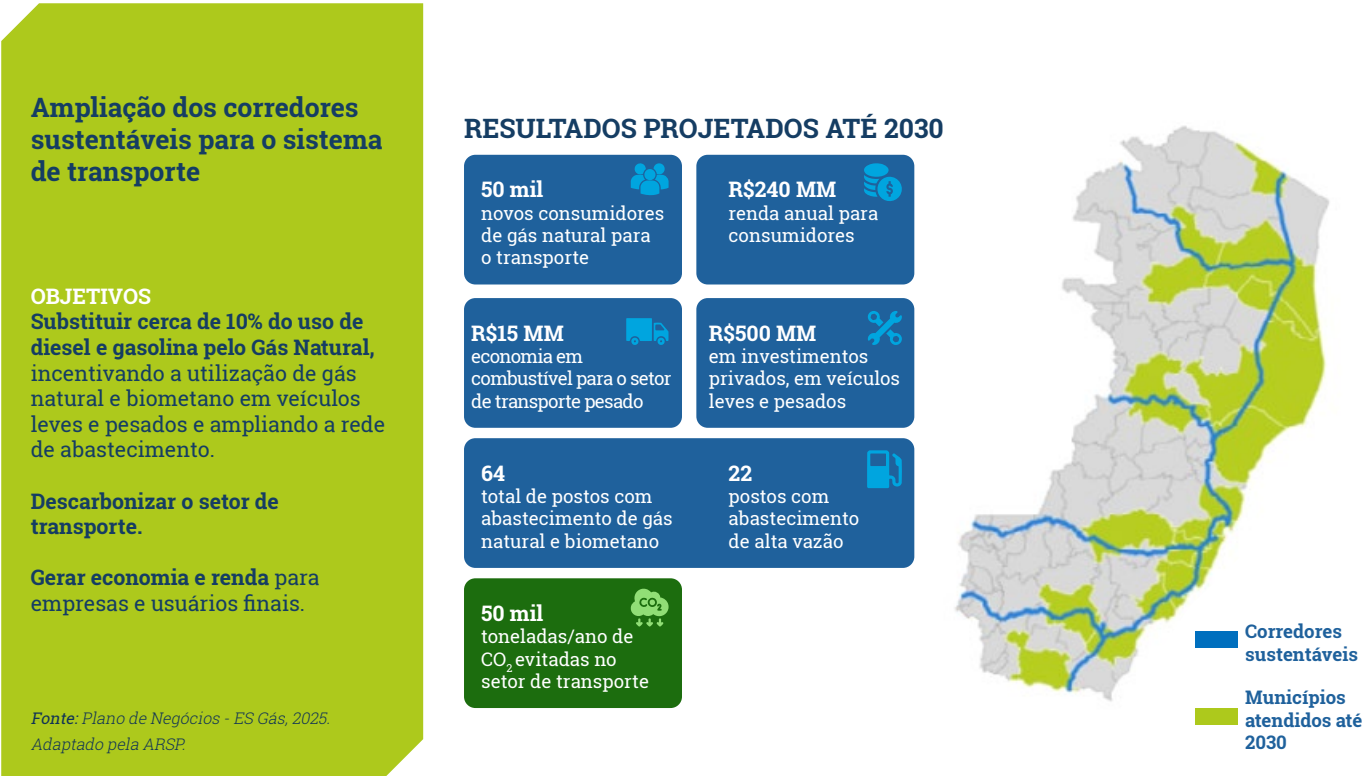 Ampliação dos corredores
sustentáveis para o sistema
de transporte
OBJETIVOS
Substituir cerca de 10% do uso de
diesel e gasolina pelo Gás Natural,
incentivando a utilização de gás
natural e biometano em veículos
leves e pesados e ampliando a rede
de abastecimento.
Descarbonizar o setor de
transporte.
Gerar economia e renda para
empresas e usuários finais.
Fonte: Plano de Negócios - ES Gás, 2025.
Adaptado pela ARSP.
RESULTADOS PROJETADOS ATÉ 2030
50 mil
novos consumidores
de gás natural para
o transporte
R$240 MM
renda anual para
consumidores
$
R$15 MM
economia em
combustível para o setor
de transporte pesado
R$500 MM
em investimentos
privados, em veículos
leves e pesados
64
total de postos com
abastecimento de gás
natural e biometano
22
postos com
abastecimento
de alta vazão
50 mil
toneladas/ano de
CO₂ evitadas no
setor de transporte
CO₂
Corredores
sustentáveis
Municípios
atendidos até
2030